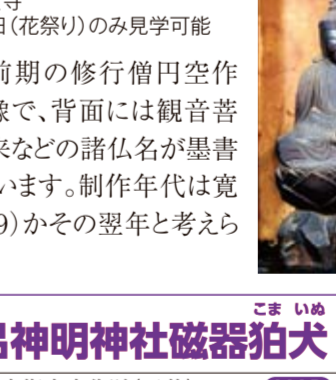 日(花祭り)のみ見学可能
前期の修行僧円空作
像で、背面には観音菩
来などの諸仏名が墨書
います。制作年代は寛
9)かその翌年と考えら
こま いぬ
呂神明神社磁器狛犬